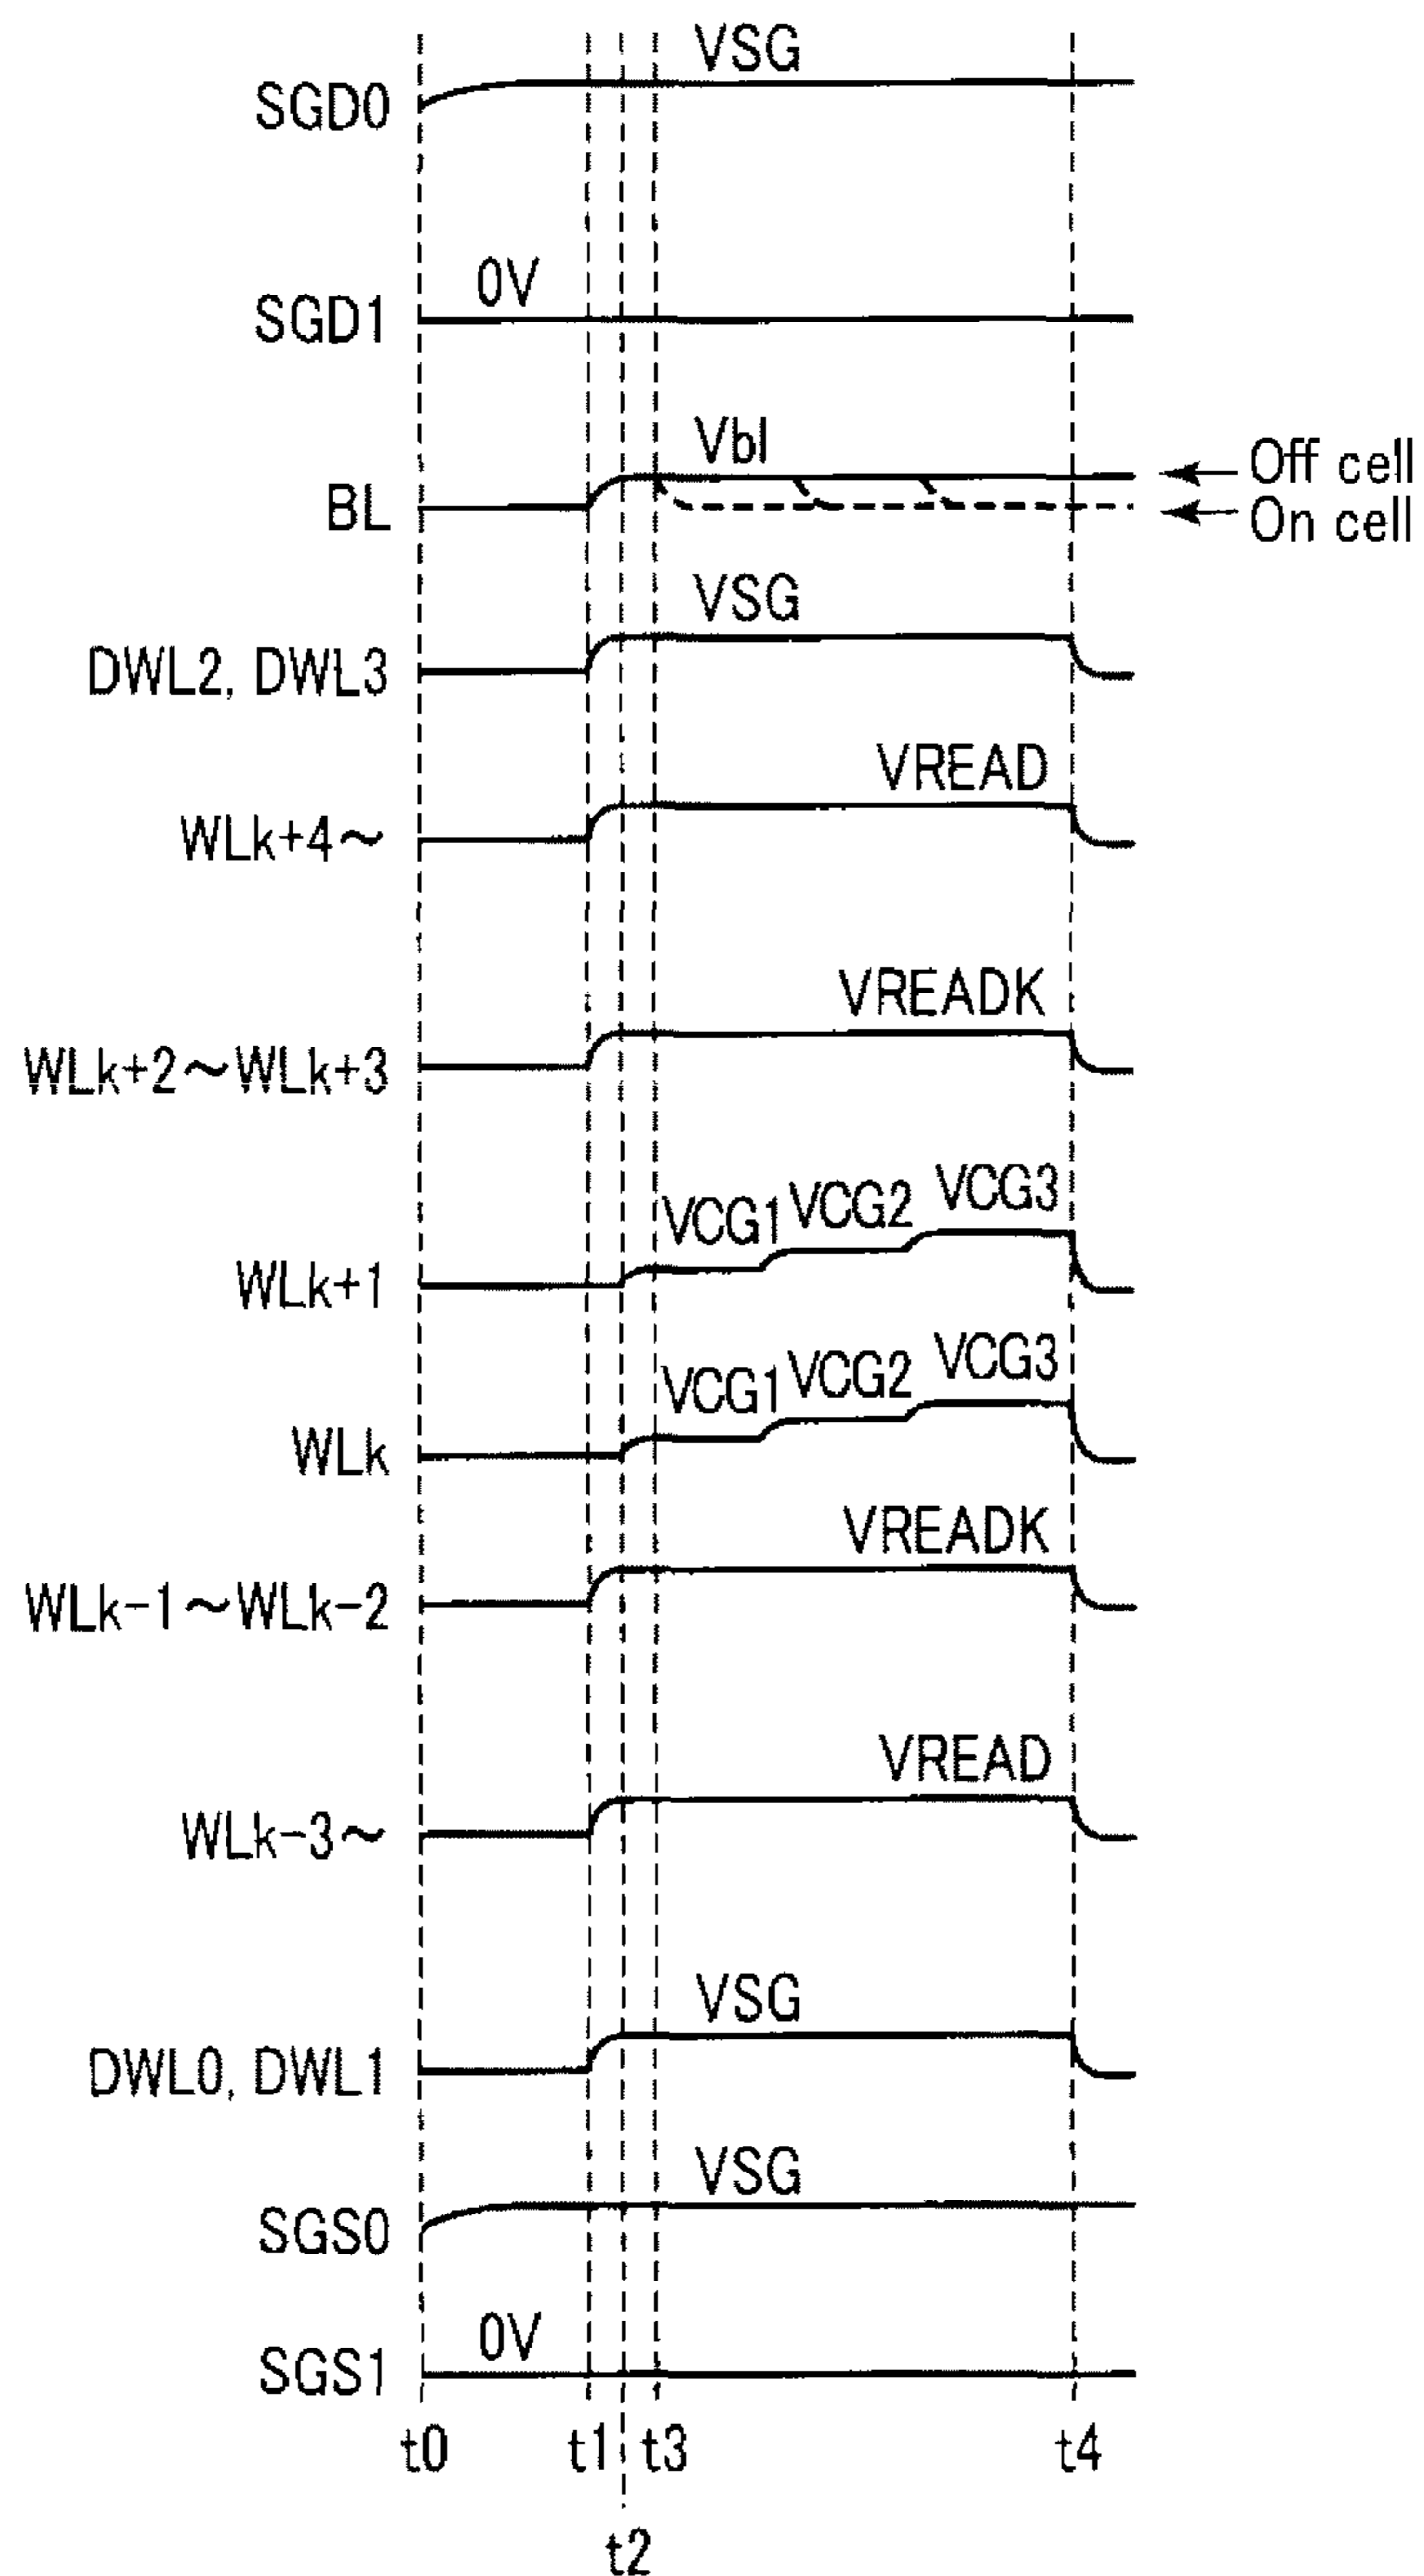 VSG
SGD0
0V
SGD1
Vbl
Off cell
BL
On cell
VSG
DWL2, DWL3
VREAD
WLk+4~
VREADK
WLk+2~WLk+3
VCG1 VCG2 VCG3
WLk+1
VCG1 VCG2 VCG3
WLk
VREADK
WLk-1~WLk-2
VREAD
WLk-3~
VSG
DWL0, DWL1
VSG
SGS0
0V
SGS1
t0 t1 t3 t4
t2